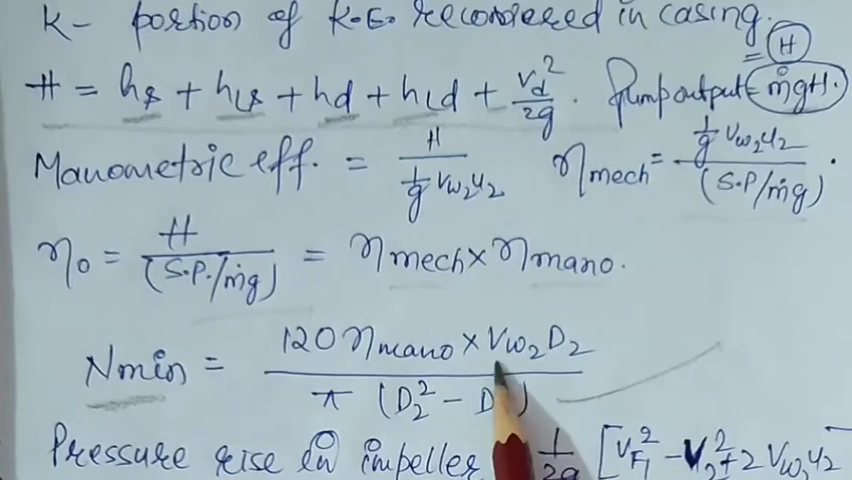 K - portion of K.E. recovered in casing.
H = hs + hLs + hd + hLd + Vd²/2g . Pump output = ṁgH. = H
Manometric eff. = H / (1/g Vw2 u2) ηmech = (1/g Vw2 u2) / (S.P/ṁg) .
η0 = H / (S.P./ṁg) = ηmech × ηmano.
Nmin = 120 ηmano × Vw2 D2 / π (D2² - D )
Pressure rise in impeller 1/2g [VF1² - V2² + 2 Vw2 u2